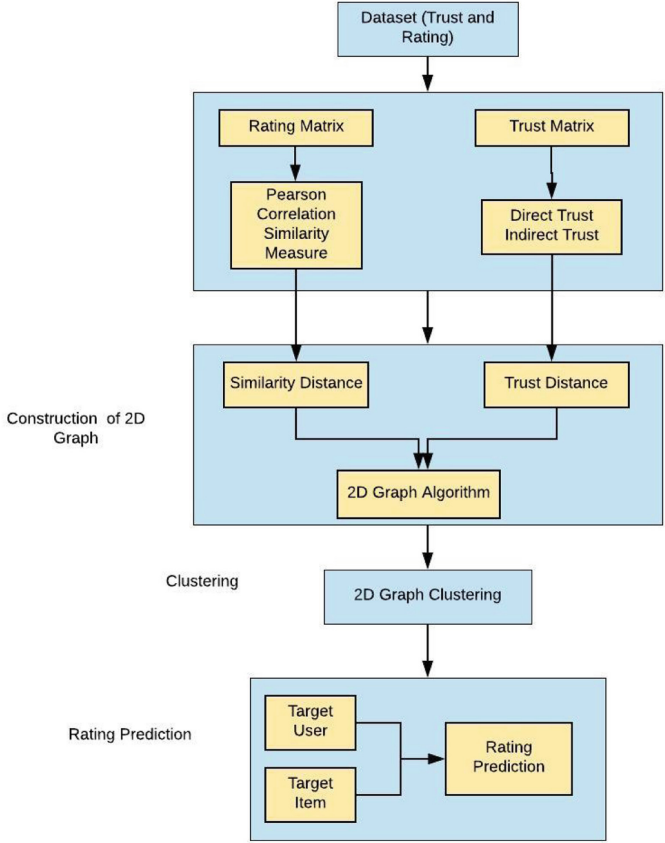 Dataset (Trust and
Rating)
Rating Matrix
Trust Matrix
Pearson
Correlation
Similarity
Measure
Direct Trust
Indirect Trust
Similarity Distance
Trust Distance
Construction of 2D
Graph
2D Graph Algorithm
Clustering
2D Graph Clustering
Rating Prediction
Target
User
Target
Item
Rating
Prediction